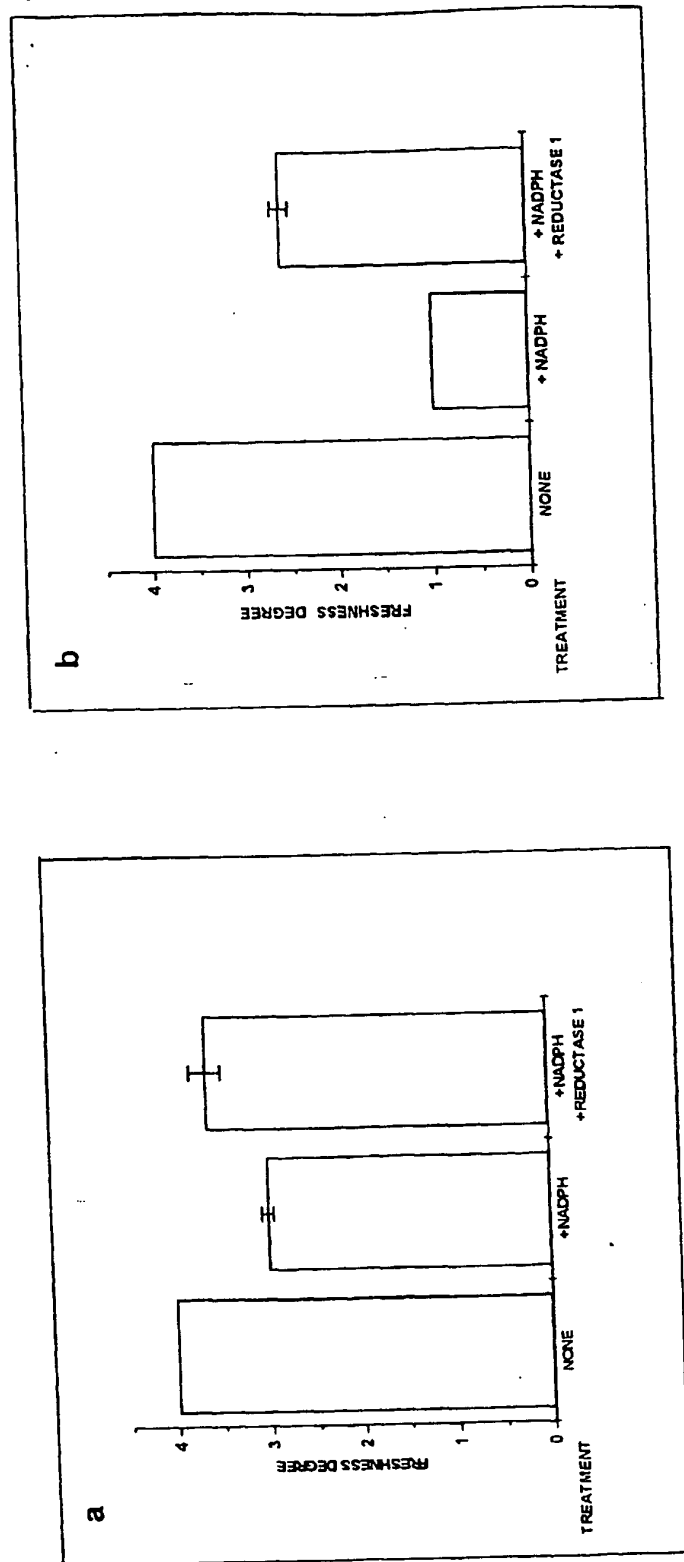 a
FRESHNESS DEGREE
4
3
2
1
0
NONE
+NADPH
+NADPH
+REDUCTASE 1
TREATMENT
b
FRESHNESS DEGREE
4
3
2
1
0
NONE
+ NADPH
+ NADPH
+ REDUCTASE 1
TREATMENT